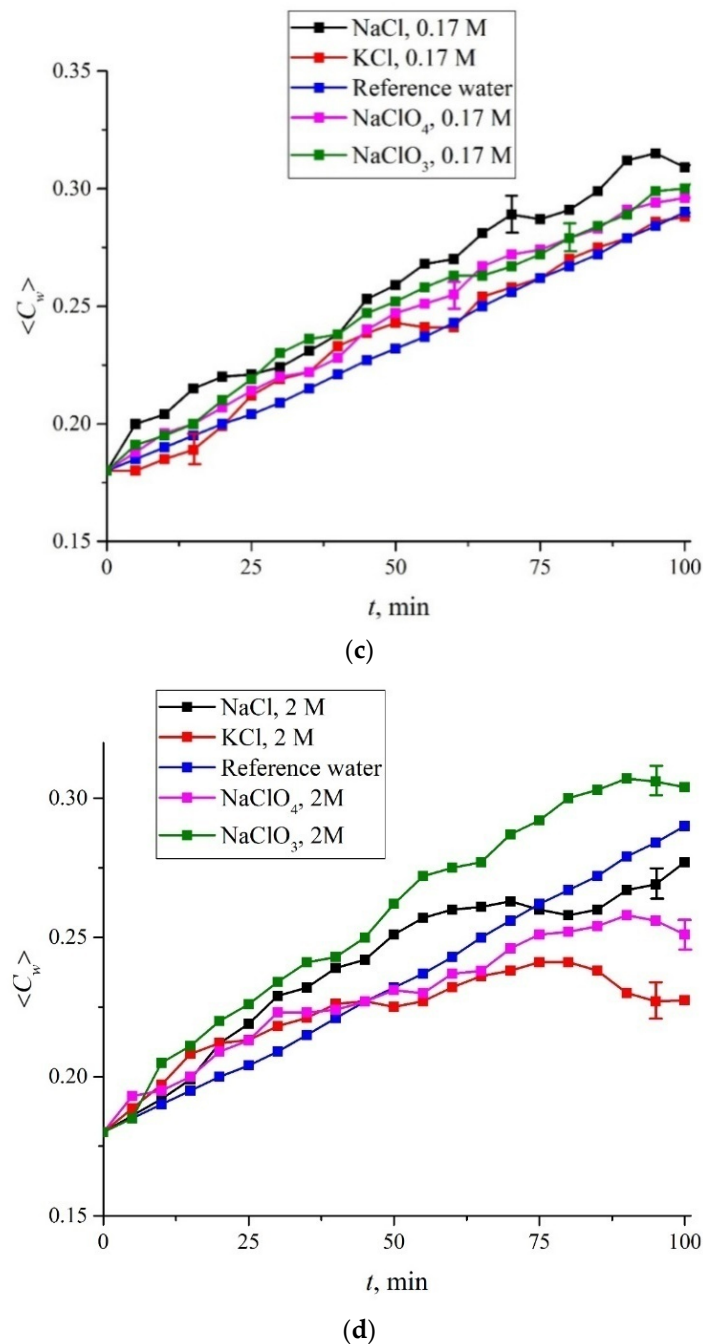 NaCl, 0.17 M
KCl, 0.17 M
Reference water
NaClO₄, 0.17 M
NaClO₃, 0.17 M
0.35
0.30
0.25
0.20
0.15
<C_w>
0 25 50 75 100
t, min
(c)
NaCl, 2 M
KCl, 2 M
Reference water
NaClO₄, 2M
NaClO₃, 2M
0.30
0.25
0.20
0.15
<C_w>
0 25 50 75 100
t, min
(d)